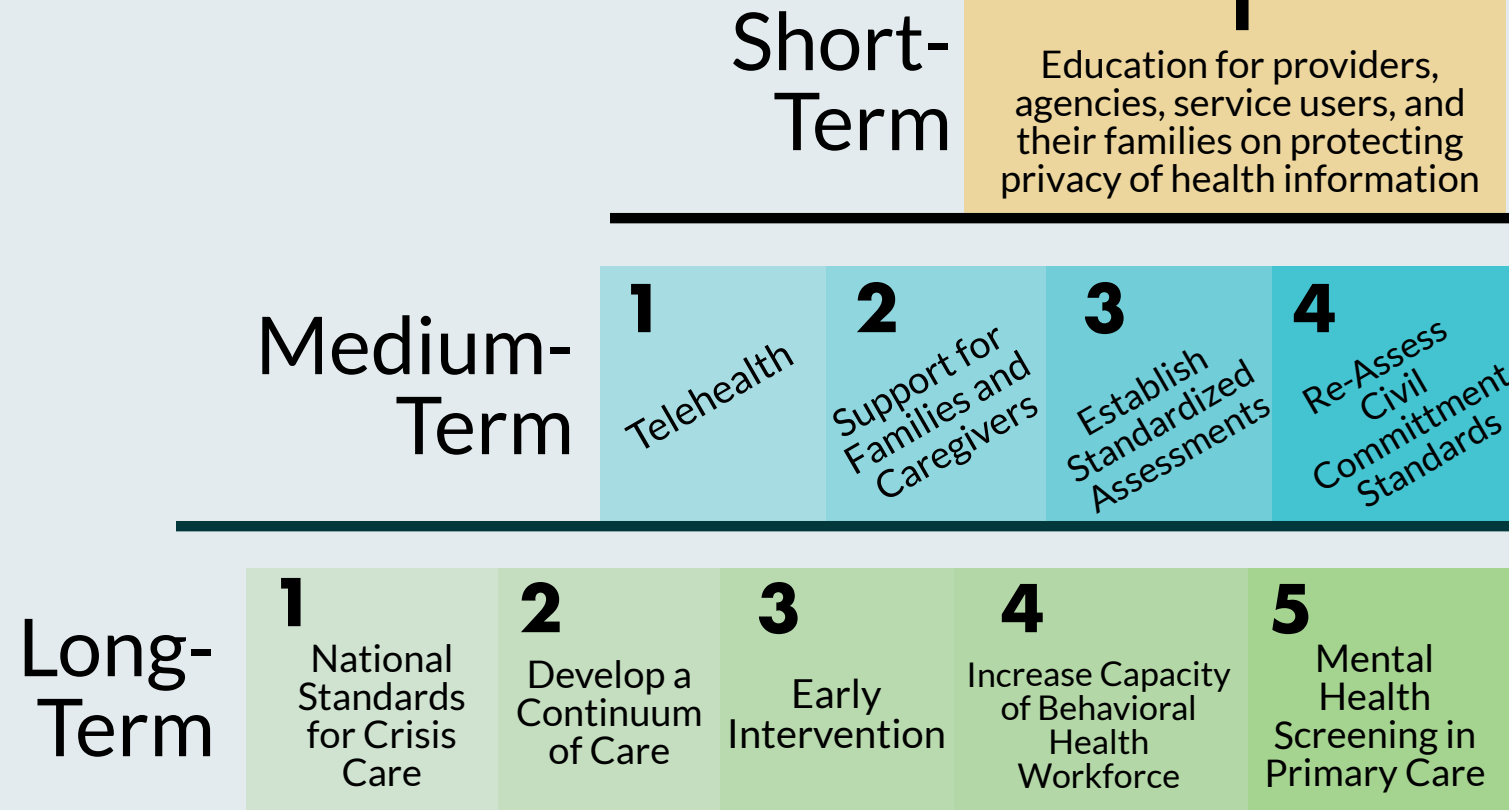 Short-
Term
1
Education for providers,
agencies, service users, and
their families on protecting
privacy of health information
Medium-
Term
1
Telehealth
2
Support for
Families and
Caregivers
3
Establish
Standardized
Assessments
4
Re-Assess
Civil
Committment
Standards
Long-
Term
1
National
Standards
for Crisis
Care
2
Develop a
Continuum
of Care
3
Early
Intervention
4
Increase Capacity
of Behavioral
Health
Workforce
5
Mental
Health
Screening in
Primary Care